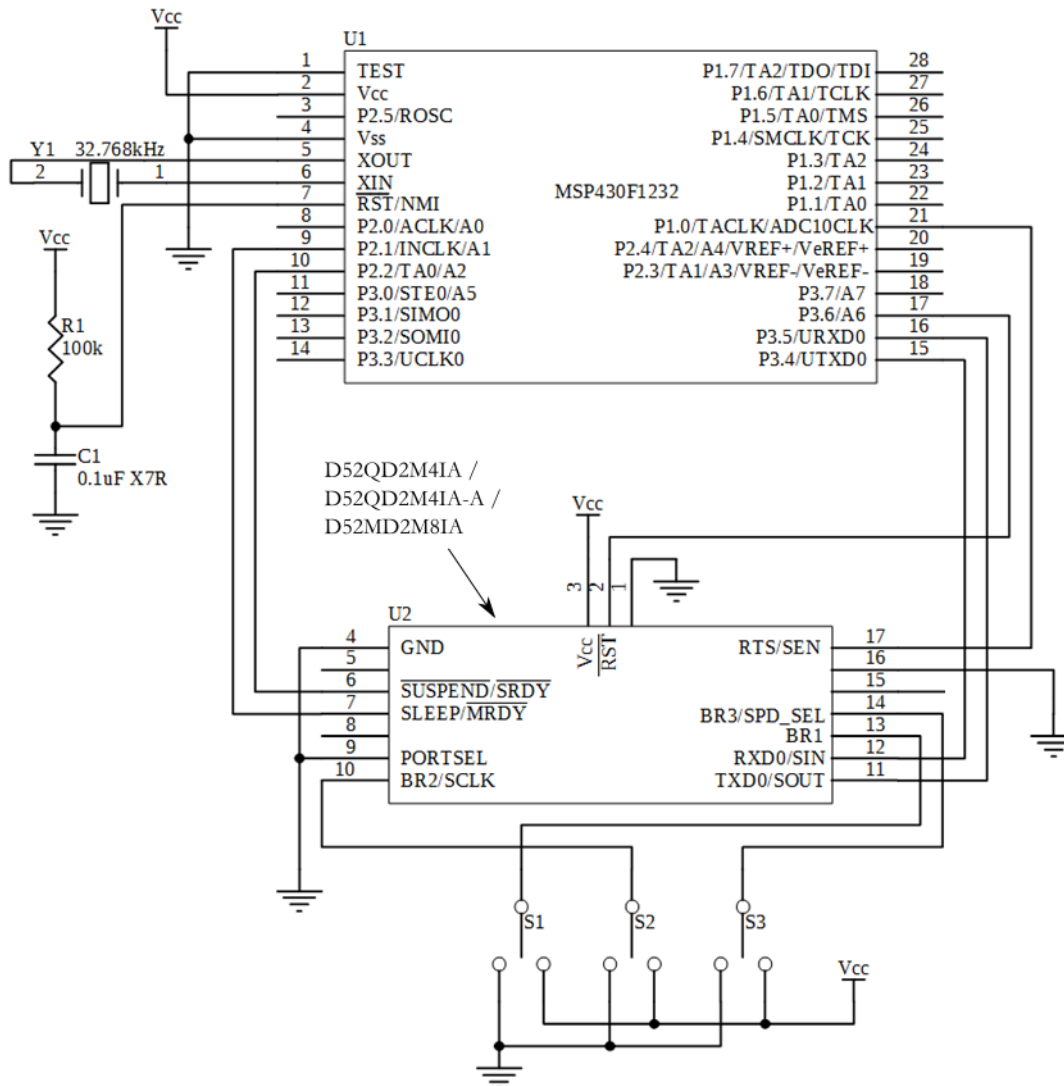 Vcc
U1
1 TEST
2 Vcc
3 P2.5/ROSC
4 Vss
5 XOUT
6 XIN
7 RST/NMI
8 P2.0/ACLK/A0
9 P2.1/INCLK/A1
10 P2.2/TA0/A2
11 P3.0/STE0/A5
12 P3.1/SIMO0
13 P3.2/SOMI0
14 P3.3/UCLK0
MSP430F1232
P1.7/TA2/TDO/TDI 28
P1.6/TA1/TCLK 27
P1.5/TA0/TMS 26
P1.4/SMCLK/TCK 25
P1.3/TA2 24
P1.2/TA1 23
P1.1/TA0 22
P1.0/TACLK/ADC10CLK 21
P2.4/TA2/A4/VREF+/VeREF+ 20
P2.3/TA1/A3/VREF-/VeREF- 19
P3.7/A7 18
P3.6/A6 17
P3.5/URXD0 16
P3.4/UTXD0 15
Y1 32.768kHz
2 1
Vcc
R1
100k
C1
0.1uF X7R
D52QD2M4IA /
D52QD2M4IA-A /
D52MD2M8IA
Vcc
3 2 1
U2
Vcc RST
4 GND
5
6 SUSPEND/SRDY
7 SLEEP/MRDY
8
9 PORTSEL
10 BR2/SCLK
RTS/SEN 17
16
15
BR3/SPD_SEL 14
BR1 13
RXD0/SIN 12
TXD0/SOUT 11
S1 S2 S3
Vcc